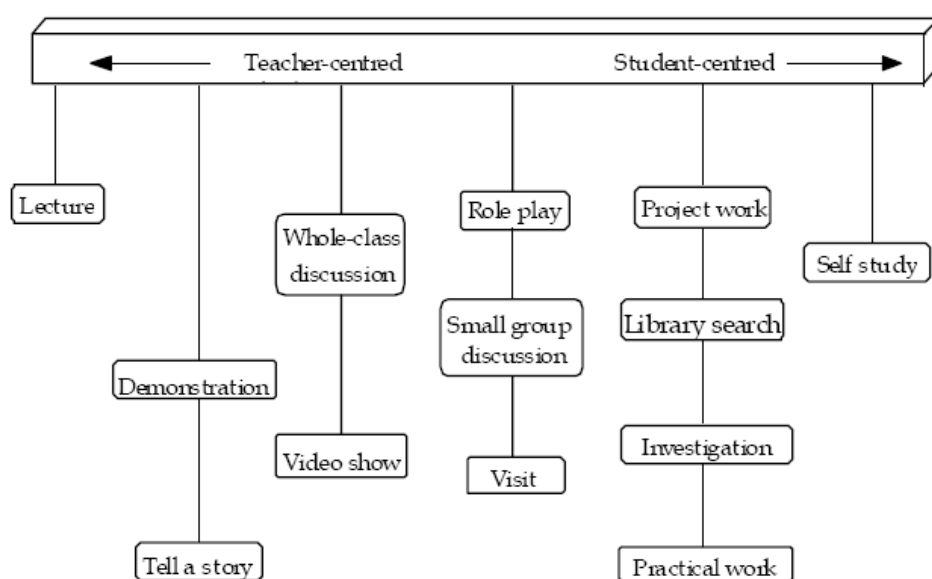 Teacher-centred
Student-centred
Lecture
Role play
Project work
Whole-class
discussion
Self study
Small group
discussion
Library search
Demonstration
Video show
Investigation
Visit
Tell a story
Practical work